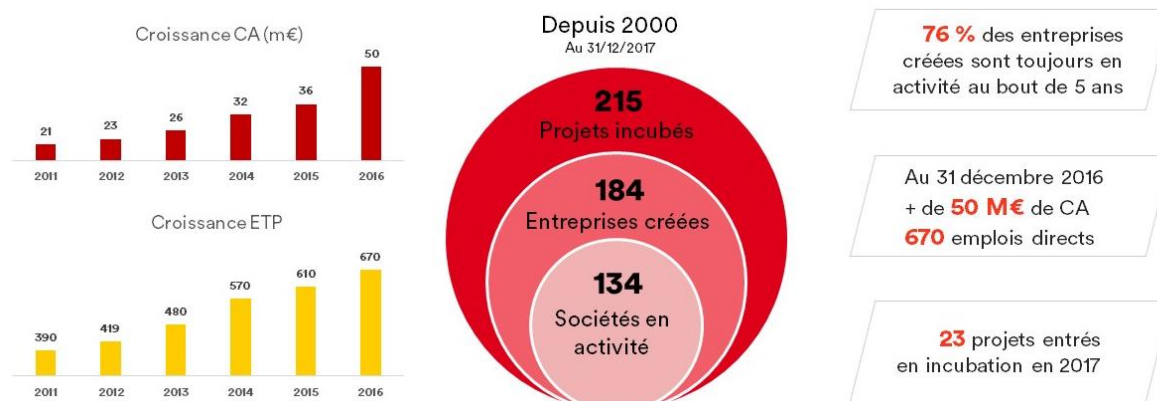 Croissance CA (m€)
50
36
32
26
23
21
2011 2012 2013 2014 2015 2016
Croissance ETP
670
610
570
480
419
390
2011 2012 2013 2014 2015 2016
Depuis 2000
Au 31/12/2017
215
Projets incubés
184
Entreprises créées
134
Sociétés en
activité
76 % des entreprises
créées sont toujours en
activité au bout de 5 ans
Au 31 décembre 2016
+ de 50 M€ de CA
670 emplois directs
23 projets entrés
en incubation en 2017